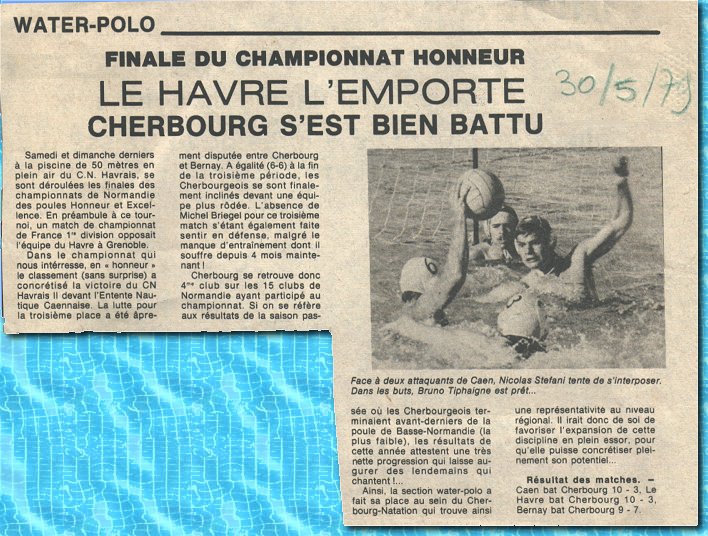 WATER-POLO
FINALE DU CHAMPIONNAT HONNEUR
LE HAVRE L'EMPORTE
CHERBOURG S'EST BIEN BATTU
30/5/79
Samedi et dimanche derniers
à la piscine de 50 mètres en
plein air du C.N. Havrais, se
sont déroulées les finales des
championnats de Normandie
des poules Honneur et Excel-
lence. En préambule à ce tour-
noi, un match de championnat
de France 1re division opposait
l'équipe du Havre à Grenoble.
Dans le championnat qui
nous intérresse, en « honneur »
le classement (sans surprise) a
concrétisé la victoire du CN
Havrais II devant l'Entente Nau-
tique Caennaise. La lutte pour
la troisième place a été âpre-
ment disputée entre Cherbourg
et Bernay. A égalité (6-6) à la fin
de la troisième période, les
Cherbourgeois se sont finale-
ment inclinés devant une équi-
pe plus rôdée. L'absence de
Michel Briegel pour ce troisième
match s'étant également faite
sentir en défense, malgré le
manque d'entraînement dont il
souffre depuis 4 mois mainte-
nant !
Cherbourg se retrouve donc
4me club sur les 15 clubs de
Normandie ayant participé au
championnat. Si on se réfère
aux résultats de la saison pas-
Face à deux attaquants de Caen, Nicolas Stefani tente de s'interposer.
Dans les buts, Bruno Tiphaigne est prêt...
sée où les Cherbourgeois ter-
minaient avant-derniers de la
poule de Basse-Normandie (la
plus faible), les résultats de
cette année attestent une très
nette progression qui laisse au-
gurer des lendemains qui
chantent !...
Ainsi, la section water-polo a
fait sa place au sein du Cher-
bourg-Natation qui trouve ainsi
une représentativité au niveau
régional. Il irait donc de soi de
favoriser l'expansion de cette
discipline en plein essor, pour
qu'elle puisse concrétiser plei-
nement son potentiel...
Résultat des matches. –
Caen bat Cherbourg 10 - 3, Le
Havre bat Cherbourg 10 - 3,
Bernay bat Cherbourg 9 - 7.